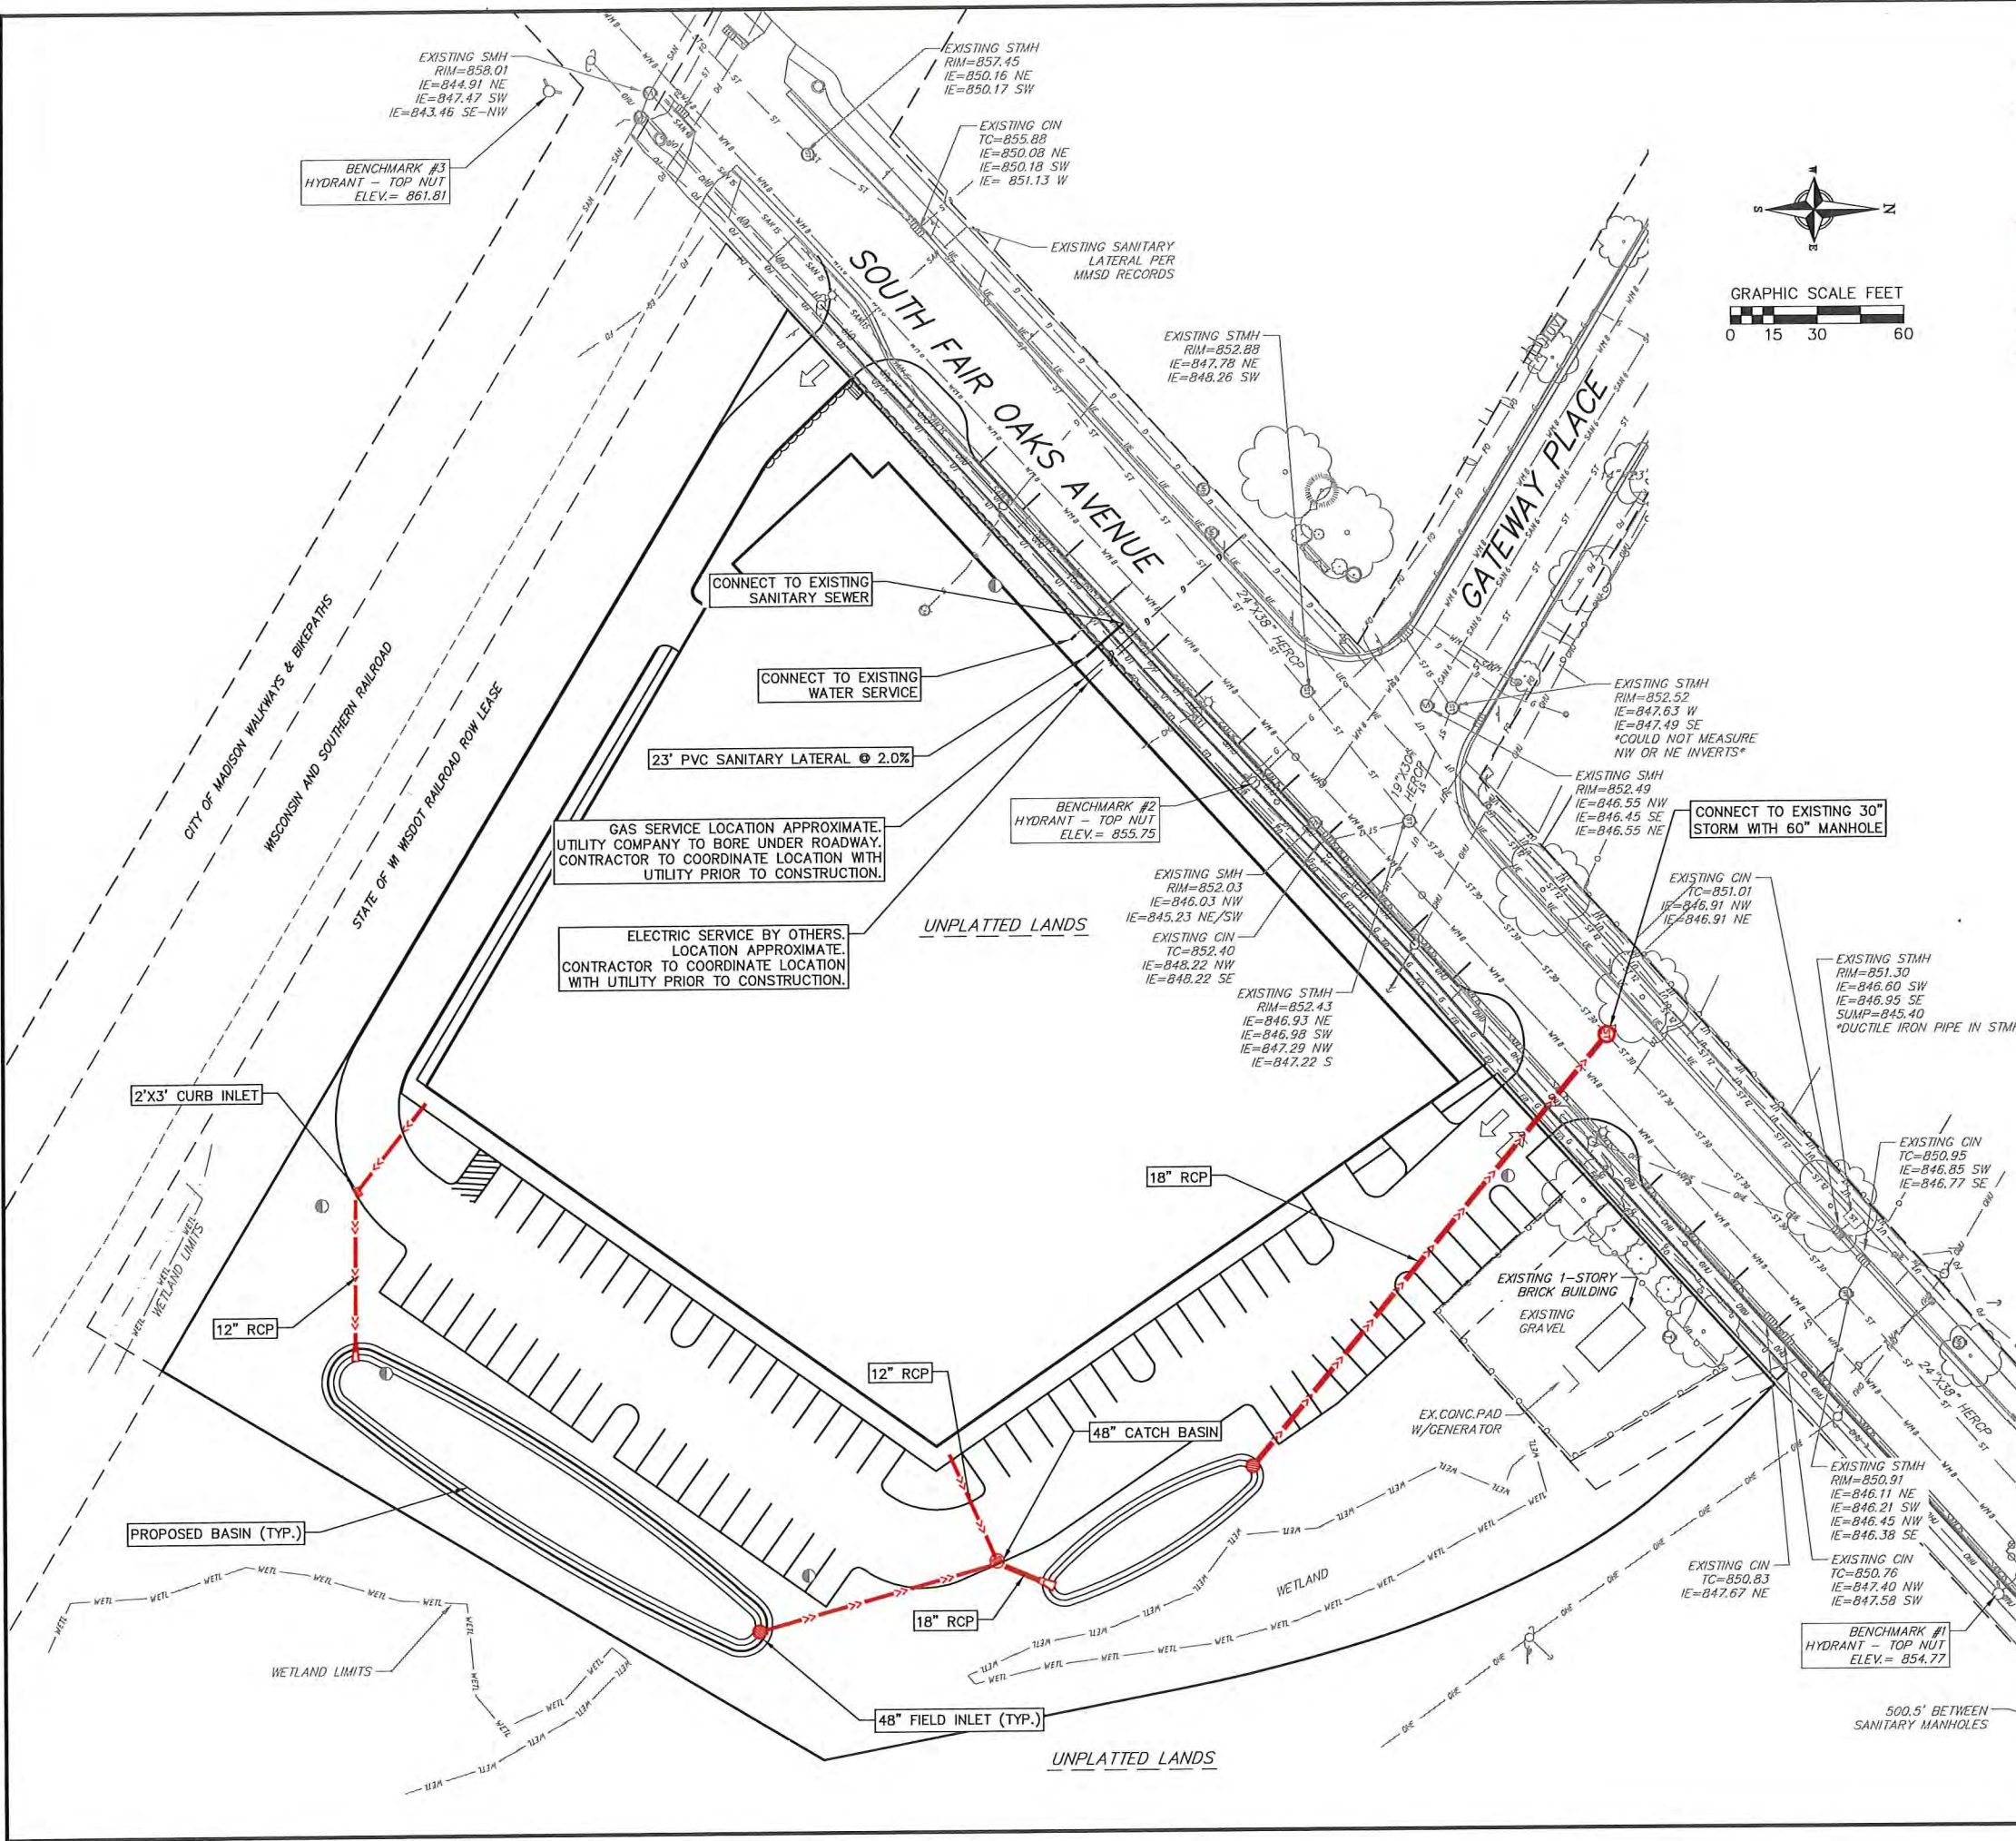 EXISTING SMH
RIM=858.01
IE=844.91 NE
IE=847.47 SW
IE=843.46 SE-NW
BENCHMARK #3
HYDRANT - TOP NUT
ELEV.= 861.81
EXISTING STMH
RIM=857.45
IE=850.16 NE
IE=850.17 SW
EXISTING CIN
TC=855.88
IE=850.08 NE
IE=850.18 SW
IE= 851.13 W
EXISTING SANITARY
LATERAL PER
MMSD RECORDS
W
S
N
E
GRAPHIC SCALE FEET
0 15 30 60
SOUTH FAIR OAKS AVENUE
GATEWAY PLACE
EXISTING STMH
RIM=852.88
IE=847.78 NE
IE=848.26 SW
24"X38" HERCP
19"X30" HERCP
CONNECT TO EXISTING
SANITARY SEWER
CONNECT TO EXISTING
WATER SERVICE
23' PVC SANITARY LATERAL @ 2.0%
GAS SERVICE LOCATION APPROXIMATE.
UTILITY COMPANY TO BORE UNDER ROADWAY.
CONTRACTOR TO COORDINATE LOCATION WITH
UTILITY PRIOR TO CONSTRUCTION.
ELECTRIC SERVICE BY OTHERS.
LOCATION APPROXIMATE.
CONTRACTOR TO COORDINATE LOCATION
WITH UTILITY PRIOR TO CONSTRUCTION.
CITY OF MADISON WALKWAYS & BIKEPATHS
WISCONSIN AND SOUTHERN RAILROAD
STATE OF WI WISDOT RAILROAD ROW LEASE
BENCHMARK #2
HYDRANT - TOP NUT
ELEV.= 855.75
UNPLATTED LANDS
EXISTING SMH
RIM=852.03
IE=846.03 NW
IE=845.23 NE/SW
EXISTING CIN
TC=852.40
IE=848.22 NW
IE=848.22 SE
EXISTING STMH
RIM=852.43
IE=846.93 NE
IE=846.98 SW
IE=847.29 NW
IE=847.22 S
EXISTING STMH
RIM=852.52
IE=847.63 W
IE=847.49 SE
*COULD NOT MEASURE
NW OR NE INVERTS*
EXISTING SMH
RIM=852.49
IE=846.55 NW
IE=846.45 SE
IE=846.55 NE
CONNECT TO EXISTING 30"
STORM WITH 60" MANHOLE
EXISTING CIN
TC=851.01
IE=846.91 NW
IE=846.91 NE
EXISTING STMH
RIM=851.30
IE=846.60 SW
IE=846.95 SE
SUMP=845.40
*DUCTILE IRON PIPE IN STMH
EXISTING CIN
TC=850.95
IE=846.85 SW
IE=846.77 SE
2'X3' CURB INLET
12" RCP
WETLAND LIMITS
18" RCP
EXISTING 1-STORY
BRICK BUILDING
EXISTING
GRAVEL
12" RCP
48" CATCH BASIN
EX.CONC.PAD
W/GENERATOR
24"X38" HERCP
PROPOSED BASIN (TYP.)
WETLAND
18" RCP
WETLAND LIMITS
48" FIELD INLET (TYP.)
EXISTING STMH
RIM=850.91
IE=846.11 NE
IE=846.21 SW
IE=846.45 NW
IE=846.38 SE
EXISTING CIN
TC=850.83
IE=847.67 NE
EXISTING CIN
TC=850.76
IE=847.40 NW
IE=847.58 SW
BENCHMARK #1
HYDRANT - TOP NUT
ELEV.= 854.77
500.5' BETWEEN
SANITARY MANHOLES
UNPLATTED LANDS